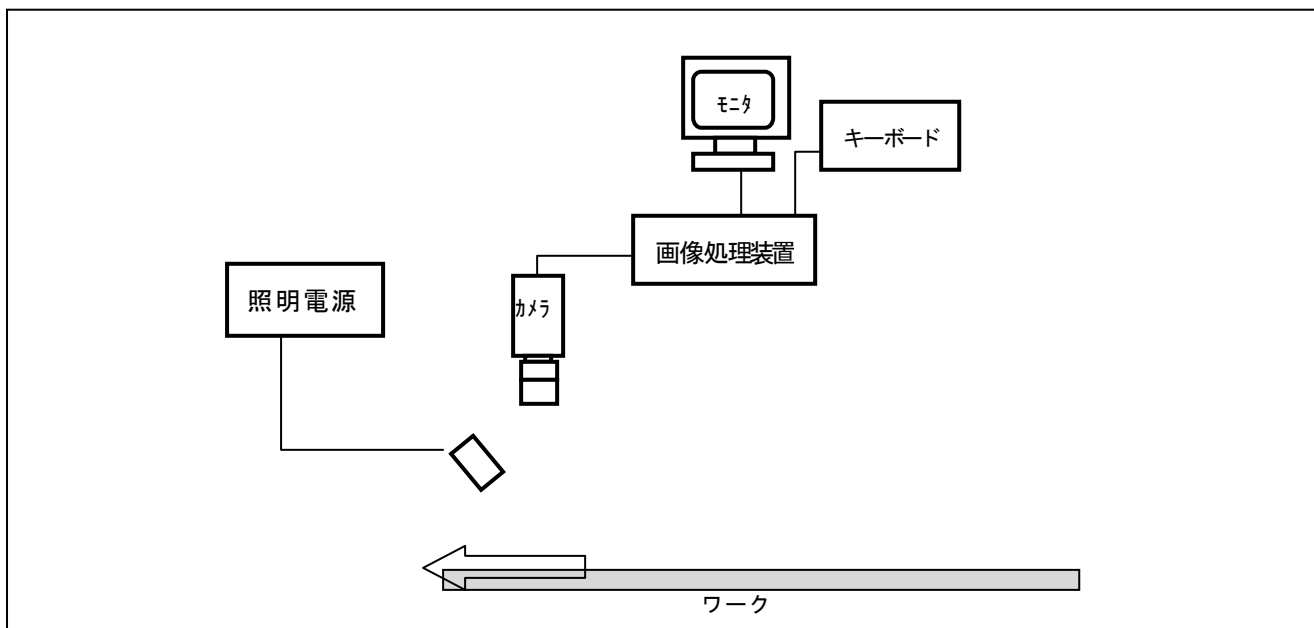 ﾓﾆﾀ
キーボード
画像処理装置
照明電源
ｶﾒﾗ
ワーク